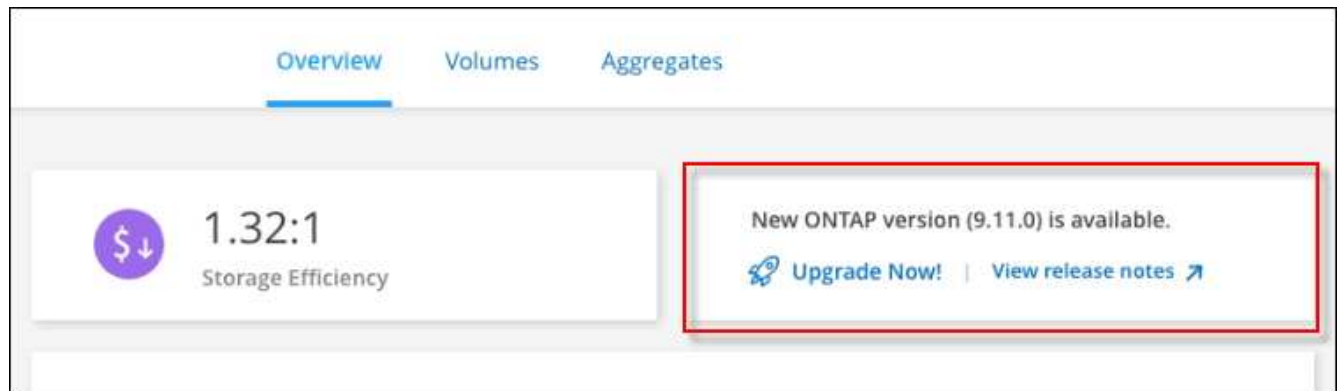 Overview Volumes Aggregates
1.32:1
Storage Efficiency
New ONTAP version (9.11.0) is available.
Upgrade Now! | View release notes